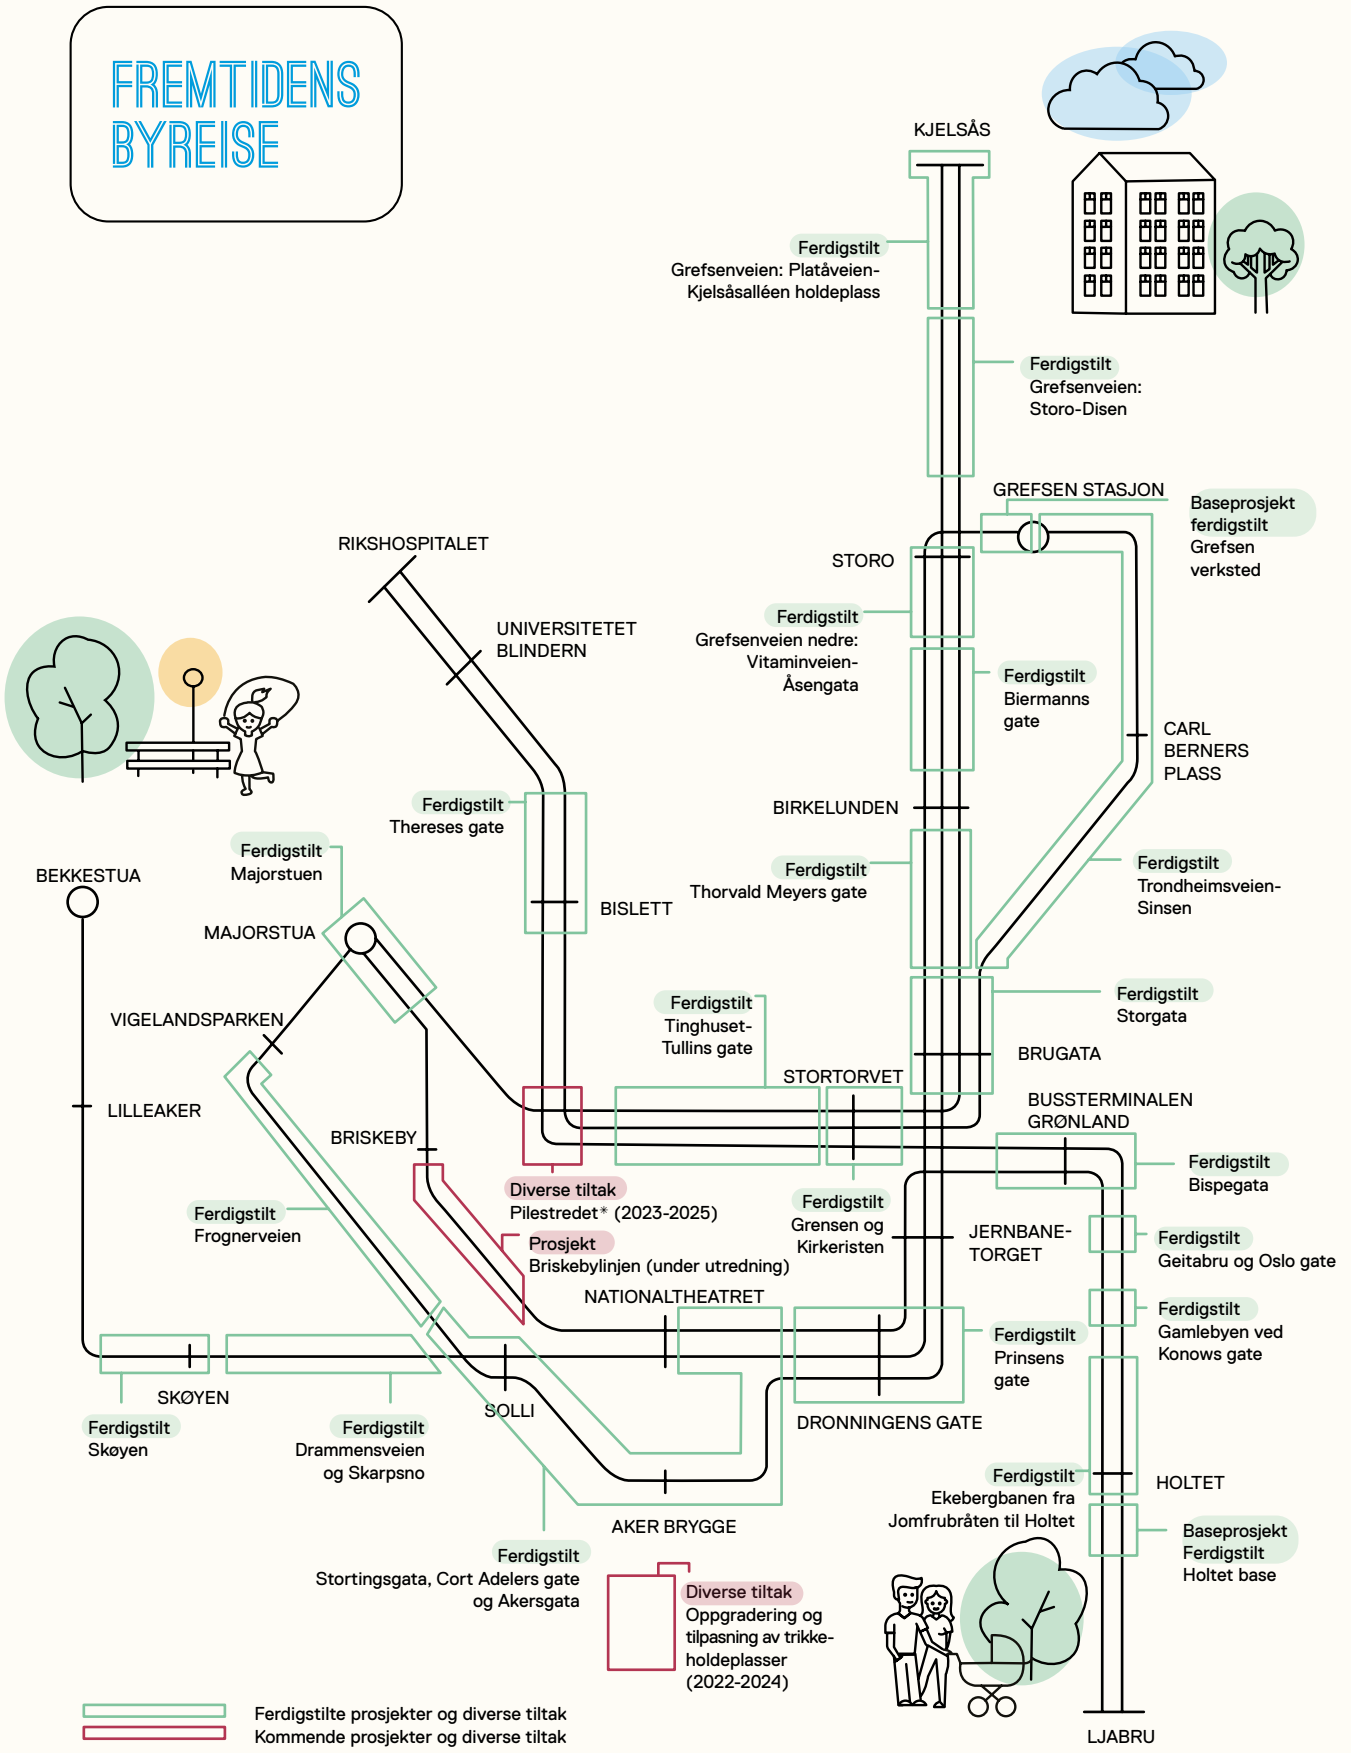 FREMTIDENS
BYREISE
KJELSÅS
Ferdigstilt
Grefsenveien: Platåveien-
Kjelsåsalléen holdeplass
Ferdigstilt
Grefsenveien:
Storo-Disen
GREFSEN STASJON
Baseprosjekt
ferdigstilt
Grefsen
verksted
RIKSHOSPITALET
STORO
UNIVERSITETET
BLINDERN
Ferdigstilt
Grefsenveien nedre:
Vitaminveien-
Åsengata
Ferdigstilt
Biermanns
gate
CARL
BERNERS
PLASS
Ferdigstilt
Thereses gate
BIRKELUNDEN
Ferdigstilt
Majorstuen
BEKKESTUA
Ferdigstilt
Thorvald Meyers gate
Ferdigstilt
Trondheimsveien-
Sinsen
BISLETT
MAJORSTUA
Ferdigstilt
Tinghuset-
Tullins gate
Ferdigstilt
Storgata
VIGELANDSPARKEN
BRUGATA
STORTORVET
BUSSTERMINALEN
GRØNLAND
LILLEAKER
BRISKEBY
Ferdigstilt
Bispegata
Diverse tiltak
Pilestredet* (2023-2025)
Ferdigstilt
Grensen og
Kirkeristen
Ferdigstilt
Frognerveien
Prosjekt
Briskebylinjen (under utredning)
JERNBANE-
TORGET
Ferdigstilt
Geitabru og Oslo gate
NATIONALTHEATRET
Ferdigstilt
Gamlebyen ved
Konows gate
Ferdigstilt
Prinsens
gate
SKØYEN
SOLLI
DRONNINGENS GATE
Ferdigstilt
Skøyen
Ferdigstilt
Drammensveien
og Skarpsno
Ferdigstilt
Ekebergbanen fra
Jomfrubråten til Holtet
HOLTET
AKER BRYGGE
Baseprosjekt
Ferdigstilt
Holtet base
Ferdigstilt
Stortingsgata, Cort Adelers gate
og Akersgata
Diverse tiltak
Oppgradering og
tilpasning av trikke-
holdeplasser
(2022-2024)
Ferdigstilte prosjekter og diverse tiltak
Kommende prosjekter og diverse tiltak
LJABRU